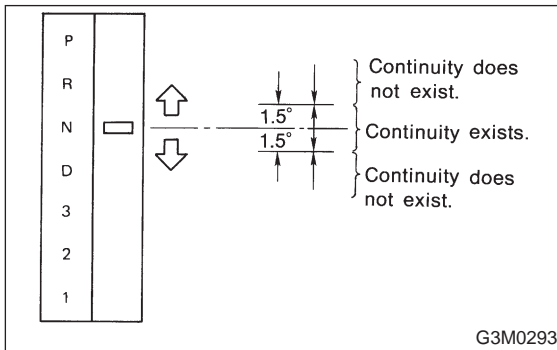 P
R
N
D
3
2
1
1.5°
1.5°
Continuity does
not exist.
Continuity exists.
Continuity does
not exist.
G3M0293